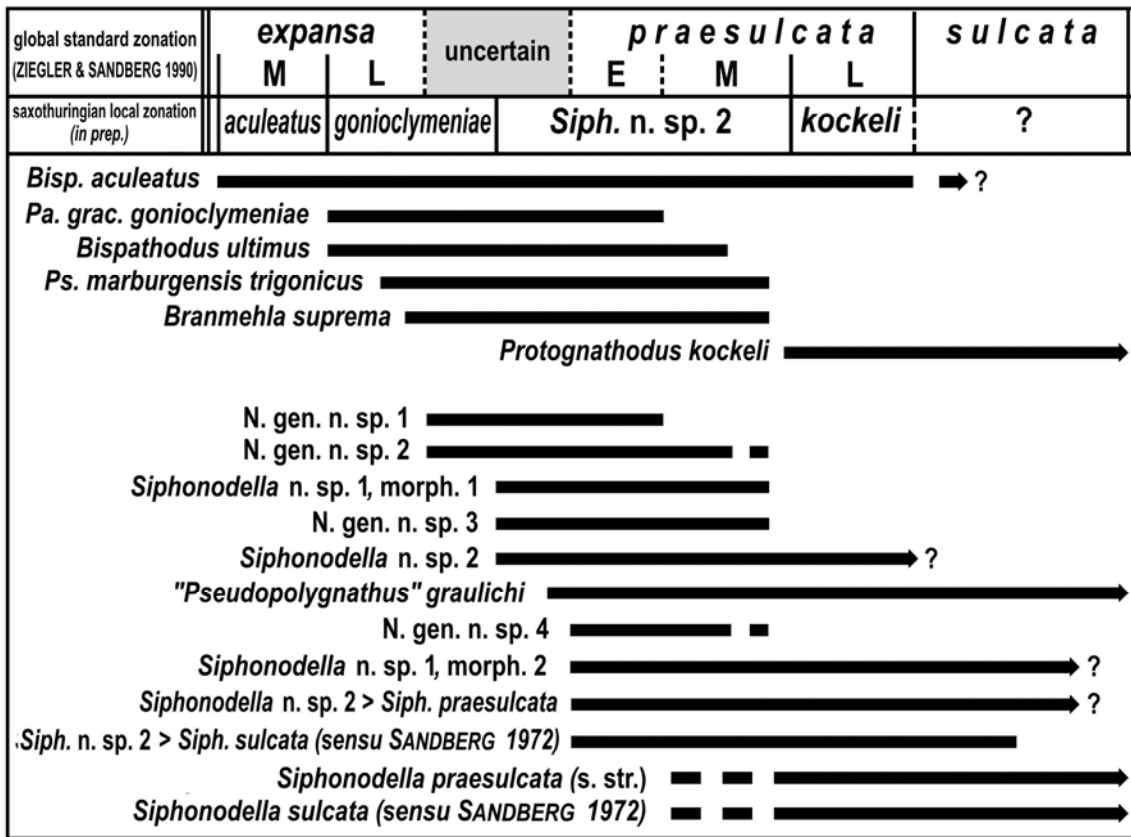 global standard zonation
(ZIEGLER & SANDBERG 1990)
expansa
uncertain
praesulcata
sulcata
M L E M L
saxothuringian local zonation
(in prep.)
aculeatus gonioclymeniae Siph. n. sp. 2 kockeli ?
Bisp. aculeatus ?
Pa. grac. gonioclymeniae
Bispathodus ultimus
Ps. marburgensis trigonicus
Branmehla suprema
Protognathodus kockeli
N. gen. n. sp. 1
N. gen. n. sp. 2
Siphonodella n. sp. 1, morph. 1
N. gen. n. sp. 3
Siphonodella n. sp. 2 ?
"Pseudopolygnathus" graulichi
N. gen. n. sp. 4
Siphonodella n. sp. 1, morph. 2 ?
Siphonodella n. sp. 2 > Siph. praesulcata ?
Siph. n. sp. 2 > Siph. sulcata (sensu SANDBERG 1972)
Siphonodella praesulcata (s. str.)
Siphonodella sulcata (sensu SANDBERG 1972)